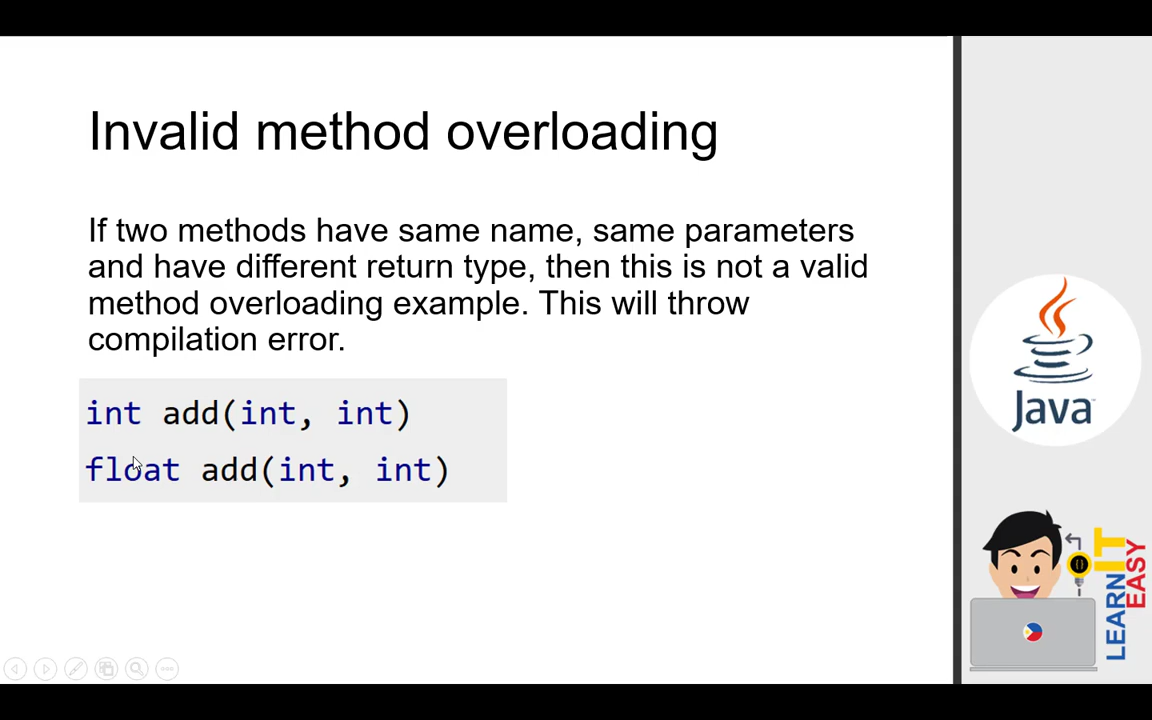 Invalid method overloading
If two methods have same name, same parameters
and have different return type, then this is not a valid
method overloading example. This will throw
compilation error.
int add(int, int)
float add(int, int)
Java
LEARN IT
EASY